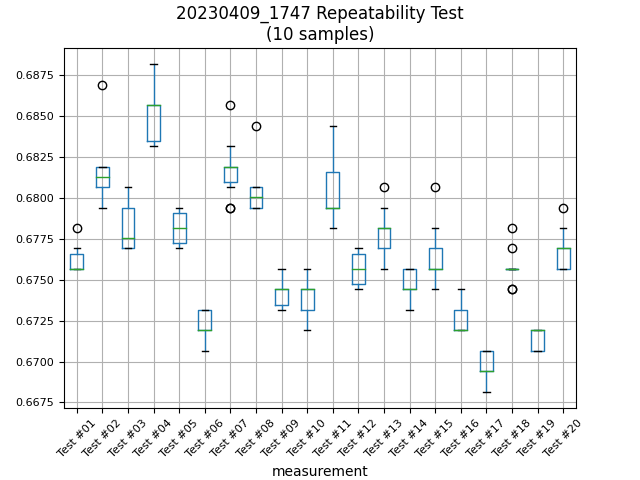 20230409_1747 Repeatability Test
(10 samples)
0.6875
0.6850
0.6825
0.6800
0.6775
0.6750
0.6725
0.6700
0.6675
Test #01
Test #02
Test #03
Test #04
Test #05
Test #06
Test #07
Test #08
Test #09
Test #10
Test #11
Test #12
Test #13
Test #14
Test #15
Test #16
Test #17
Test #18
Test #19
Test #20
measurement